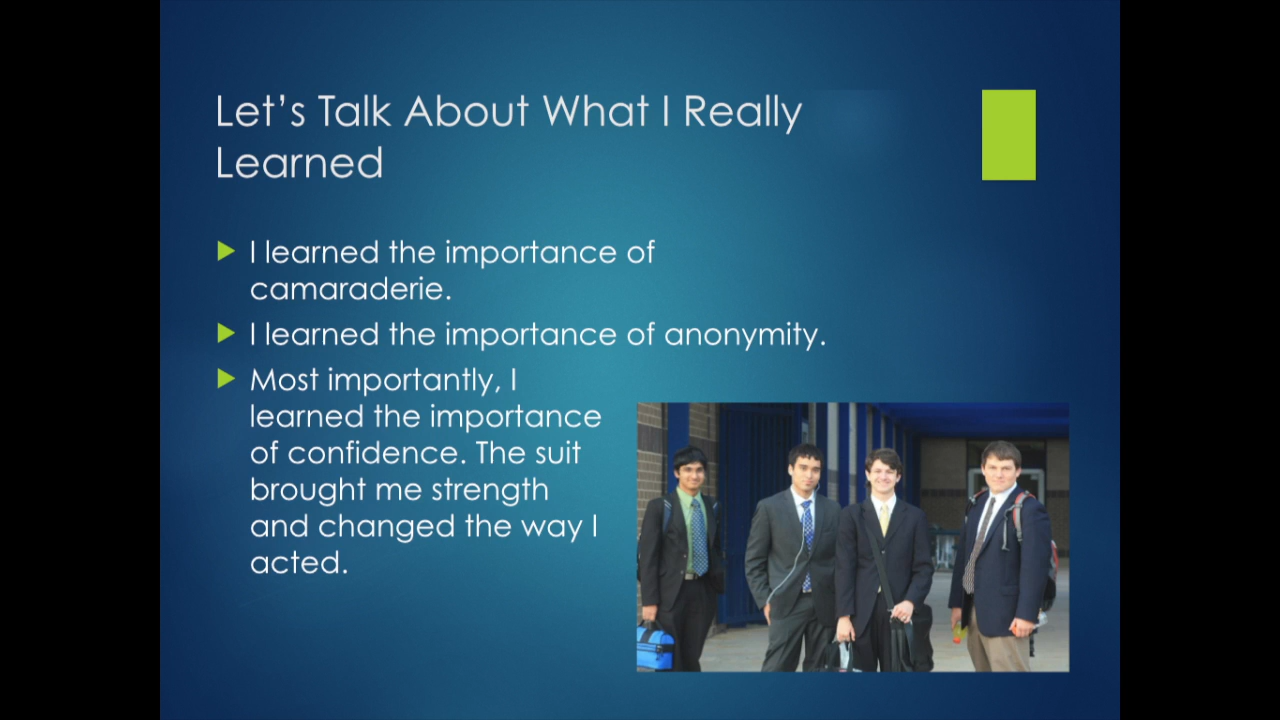 Let’s Talk About What I Really
Learned
I learned the importance of
camaraderie.
I learned the importance of anonymity.
Most importantly, I
learned the importance
of confidence. The suit
brought me strength
and changed the way I
acted.